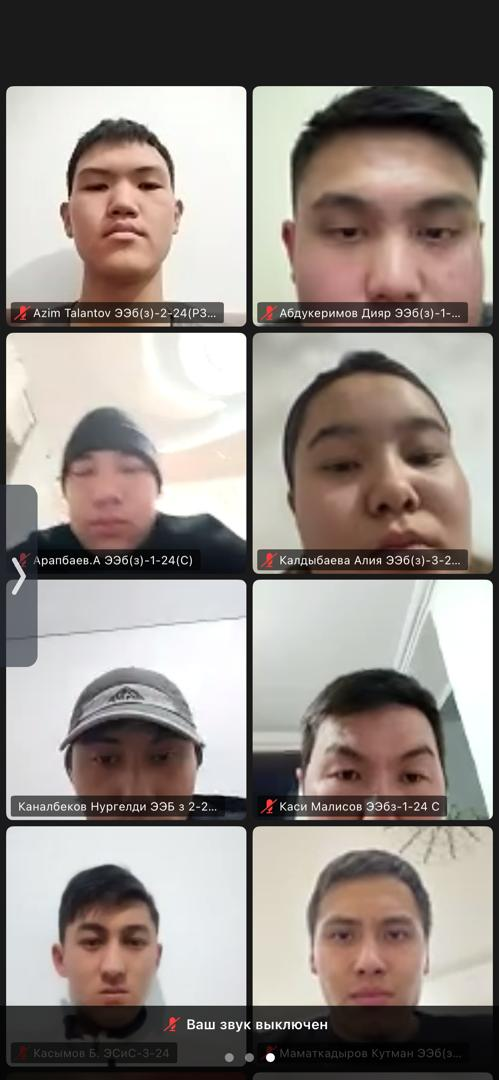 Azim Talantov ЭЭб(з)-2-24(РЗ...
Абдукеримов Дияр ЭЭб(з)-1-...
Арапбаев.А ЭЭб(з)-1-24(С)
Калдыбаева Алия ЭЭб(з)-3-2...
Каналбеков Нургелди ЭЭБ з 2-2...
Каси Малисов ЭЭбз-1-24 С
Ваш звук выключен
Касымов Б. ЭСиС-3-24
Маматкадыров Кутман ЭЭб(з...